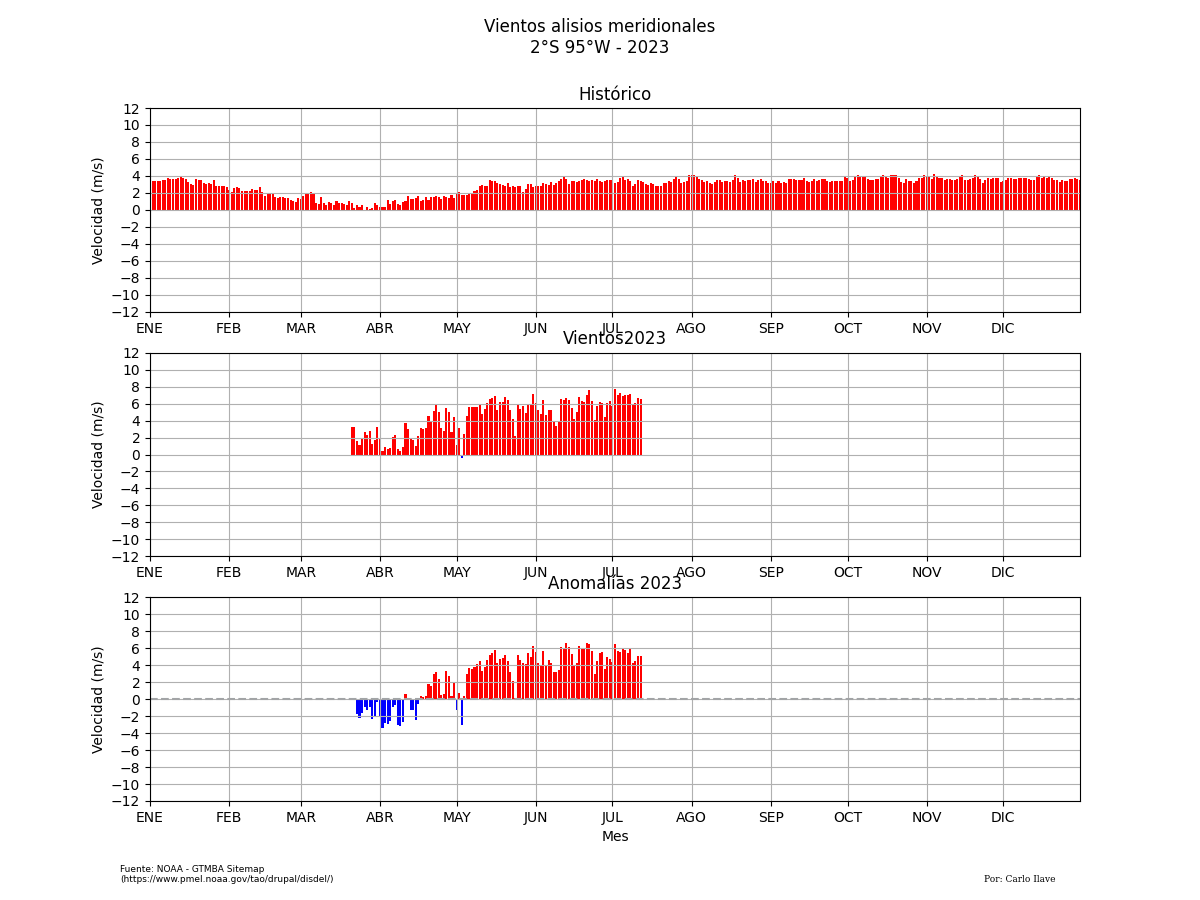 Vientos alisios meridionales
2°S 95°W - 2023
Histórico
12
10
8
6
4
2
0
−2
−4
−6
−8
−10
−12
Velocidad (m/s)
ENE FEB MAR ABR MAY JUN JUL AGO SEP OCT NOV DIC
Vientos2023
12
10
8
6
4
2
0
−2
−4
−6
−8
−10
−12
Velocidad (m/s)
ENE FEB MAR ABR MAY JUN JUL AGO SEP OCT NOV DIC
Anomalías 2023
12
10
8
6
4
2
0
−2
−4
−6
−8
−10
−12
Velocidad (m/s)
ENE FEB MAR ABR MAY JUN JUL AGO SEP OCT NOV DIC
Mes
Fuente: NOAA - GTMBA Sitemap
(https://www.pmel.noaa.gov/tao/drupal/disdel/)
Por: Carlo Ilave